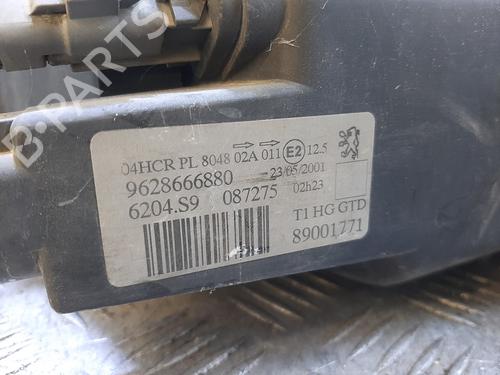 B-PARTS
04HCR PL 8048 02A 011 E2 12.5
9628666880 23/05/2001
6204.S9 087275 02h23
T1 HG GTD
89001771